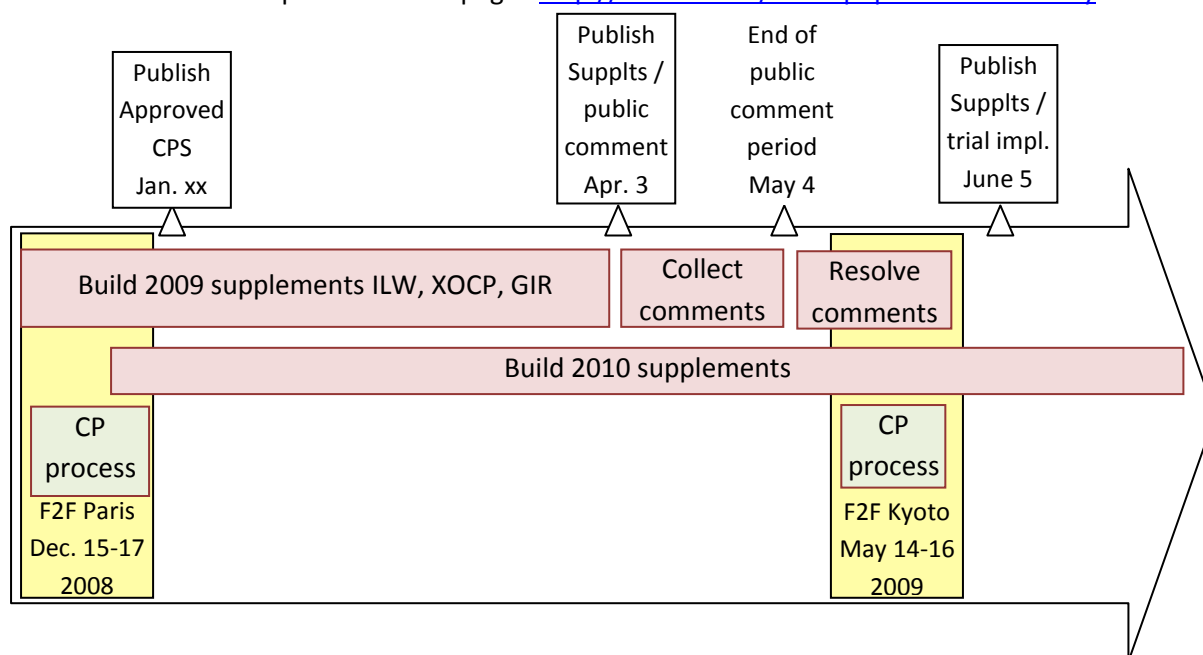 Publish
Approved
CPS
Jan. xx
Publish
Supplts /
public
comment
Apr. 3
End of
public
comment
period
May 4
Publish
Supplts /
trial impl.
June 5
Build 2009 supplements ILW, XOCP, GIR
Collect
comments
Resolve
comments
Build 2010 supplements
CP
process
F2F Paris
Dec. 15-17
2008
CP
process
F2F Kyoto
May 14-16
2009